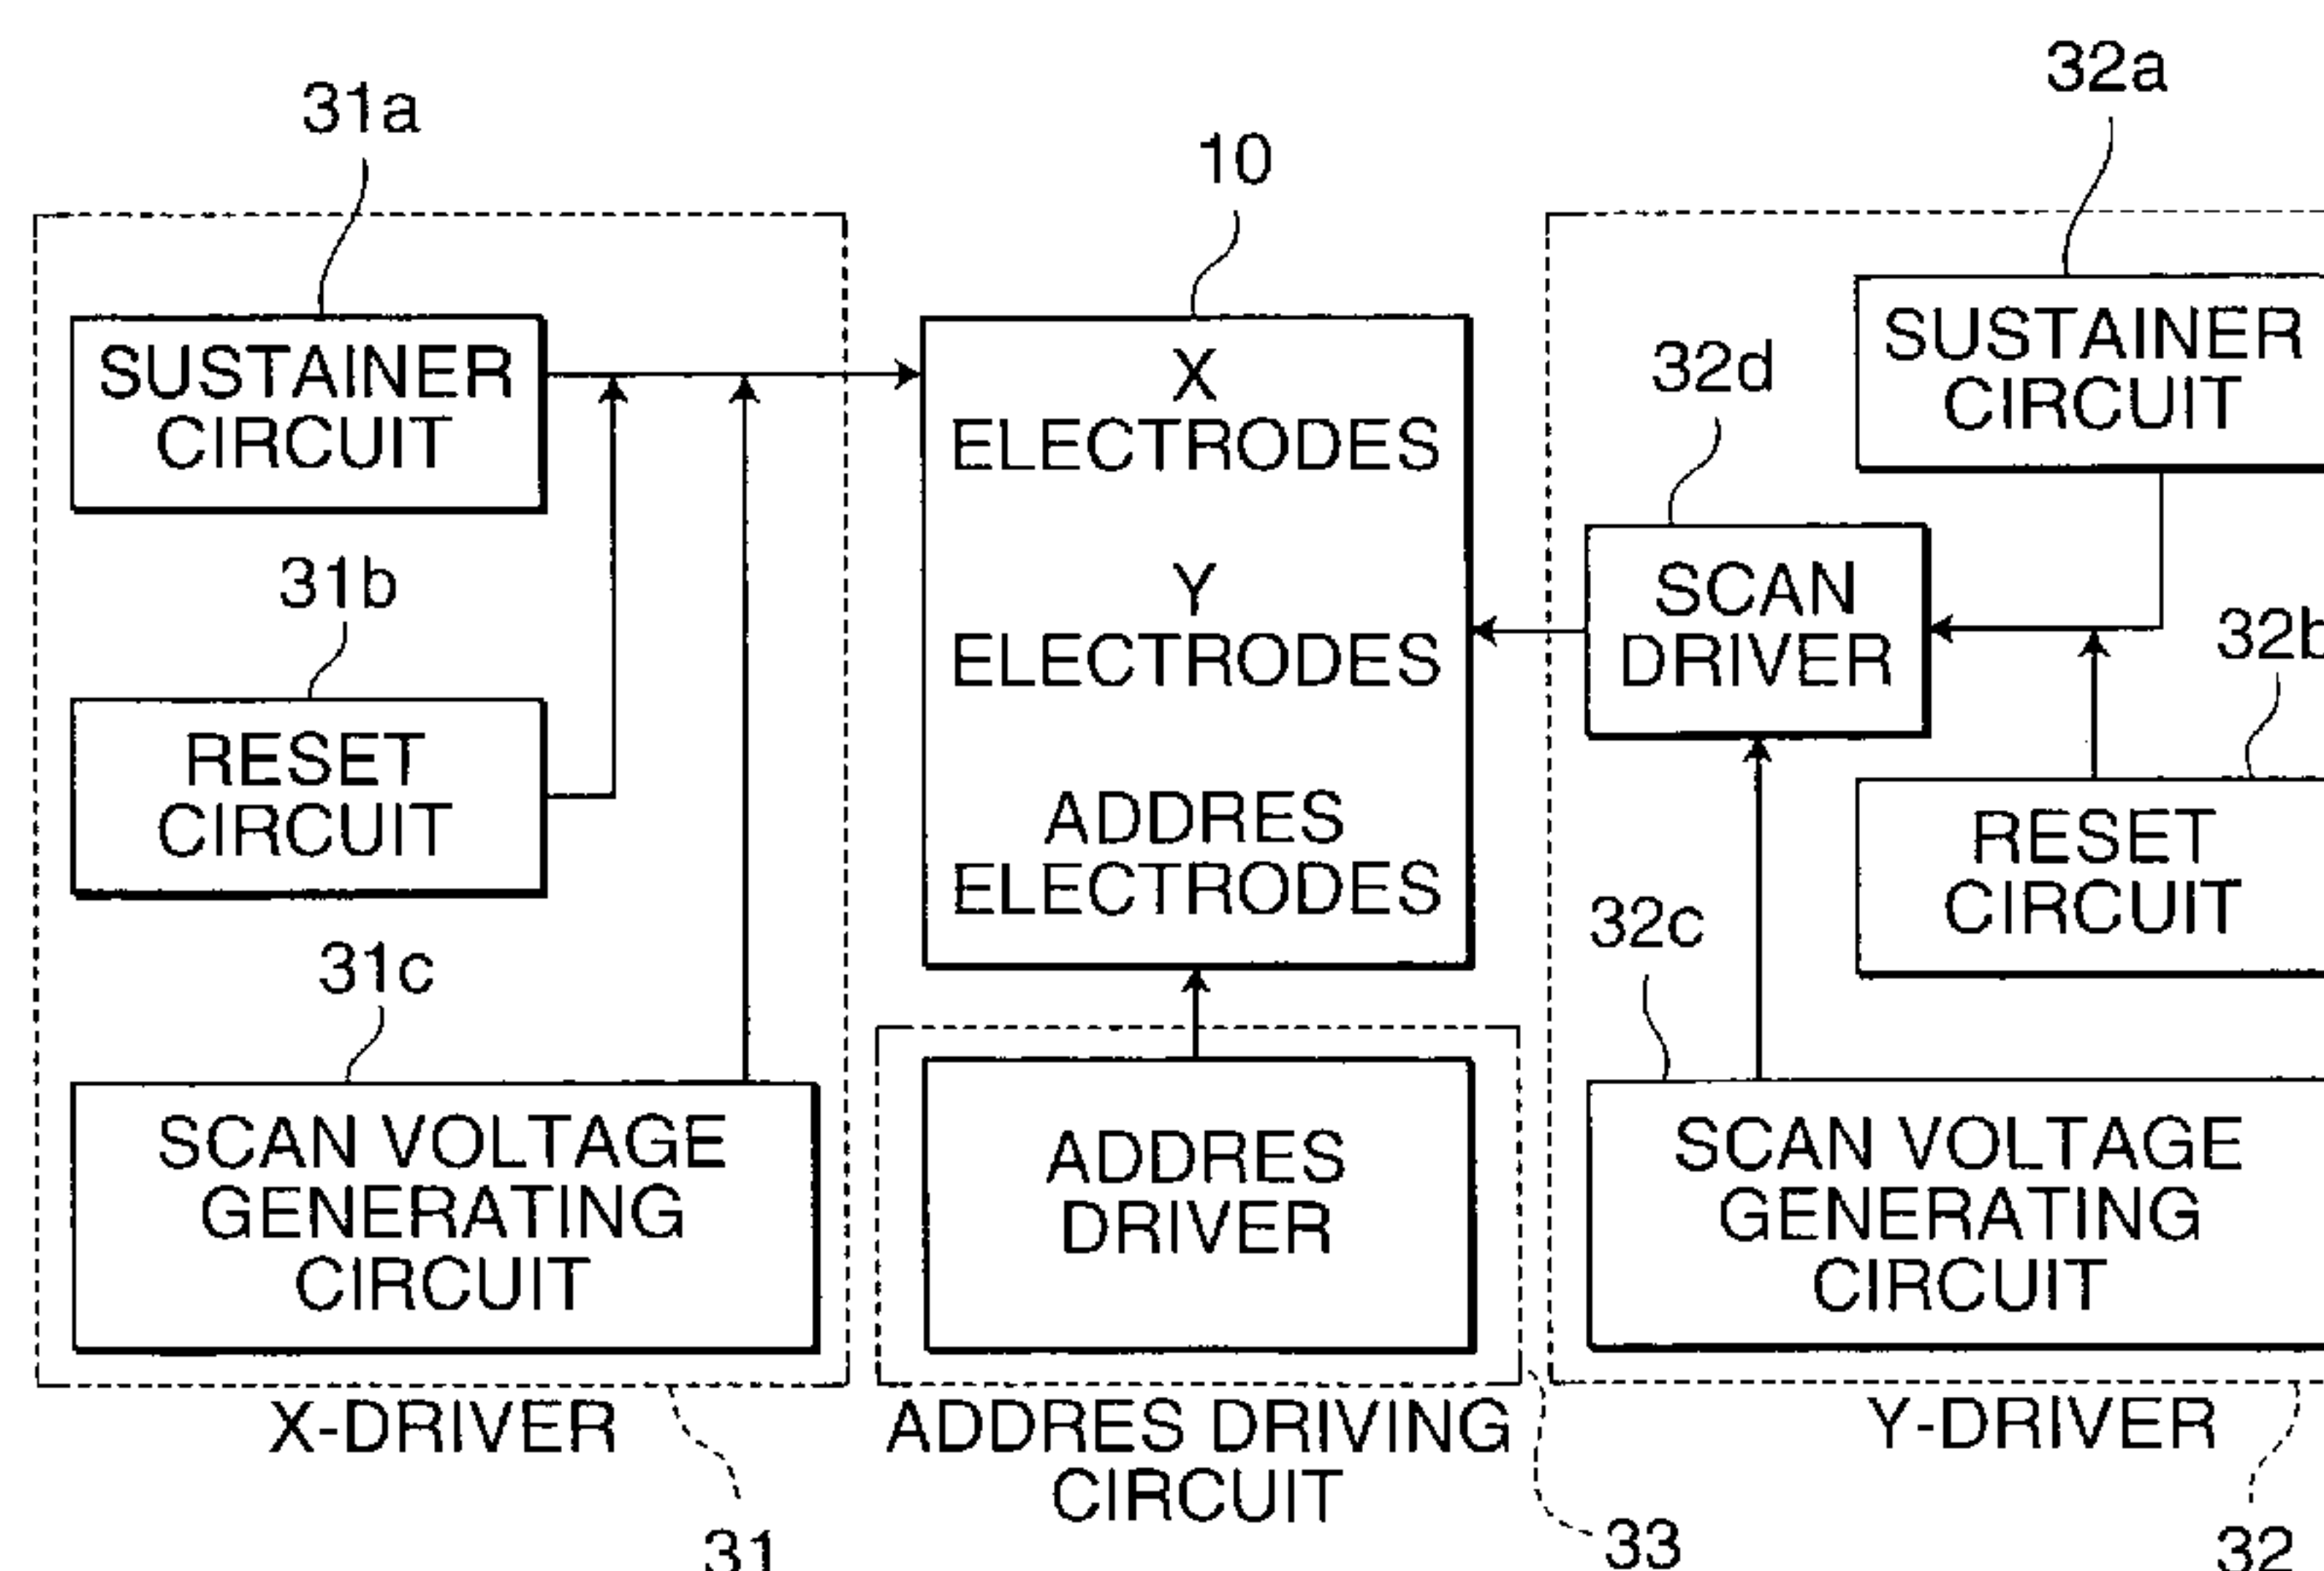 31a
10
32a
SUSTAINER
CIRCUIT
31b
RESET
CIRCUIT
31c
SCAN VOLTAGE
GENERATING
CIRCUIT
X-DRIVER
31
X
ELECTRODES
Y
ELECTRODES
ADDRES
ELECTRODES
ADDRES
DRIVER
ADDRES DRIVING
CIRCUIT
33
SUSTAINER
CIRCUIT
32d
SCAN
DRIVER
32b
RESET
CIRCUIT
32c
SCAN VOLTAGE
GENERATING
CIRCUIT
Y-DRIVER
32